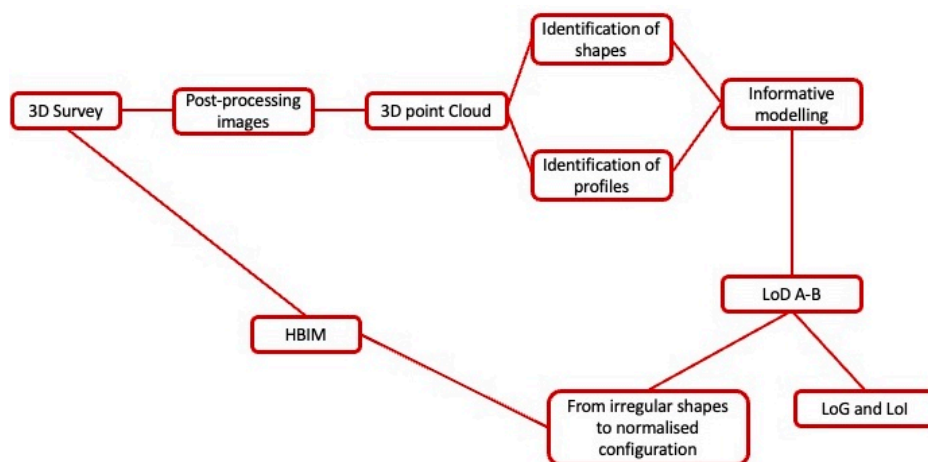 Identification of
shapes
3D Survey
Post-processing
images
3D point Cloud
Informative
modelling
Identification of
profiles
LoD A-B
HBIM
From irregular shapes
to normalised
configuration
LoG and LoI